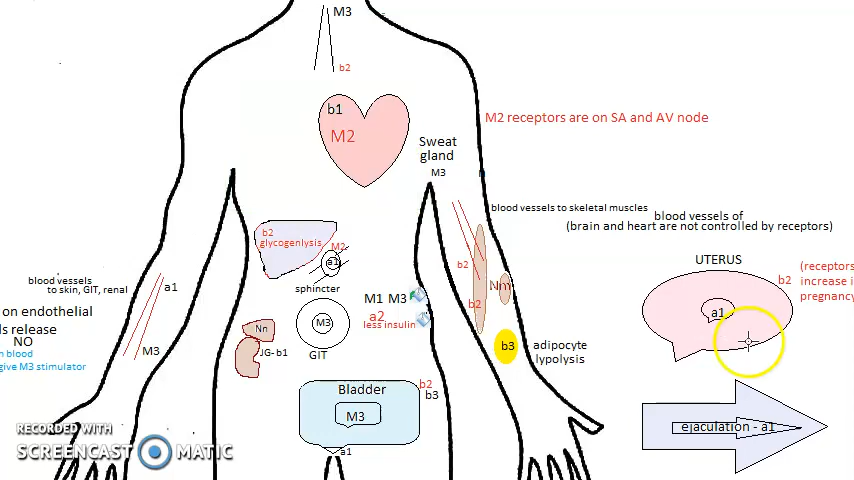 M3
b2
b1
M2
M2 receptors are on SA and AV node
Sweat
gland
M3
blood vessels to skeletal muscles
blood vessels of
(brain and heart are not controlled by receptors)
b2
glycogenlysis
M2
a1
sphincter
blood vessels
to skin, GIT, renal
a1
on endothelial
ls release
NO
n blood
give M3 stimulator
M3
M1 M3
a2
less insulin
M3
GIT
Nn
JG- b1
b2
b2
Nm
b3
adipocyte
lypolysis
UTERUS
a1
b2
(receptors
increase i
pregnancy
Bladder
M3
b2
b3
a1
ejaculation - a1
RECORDED WITH
SCREENCAST MATIC